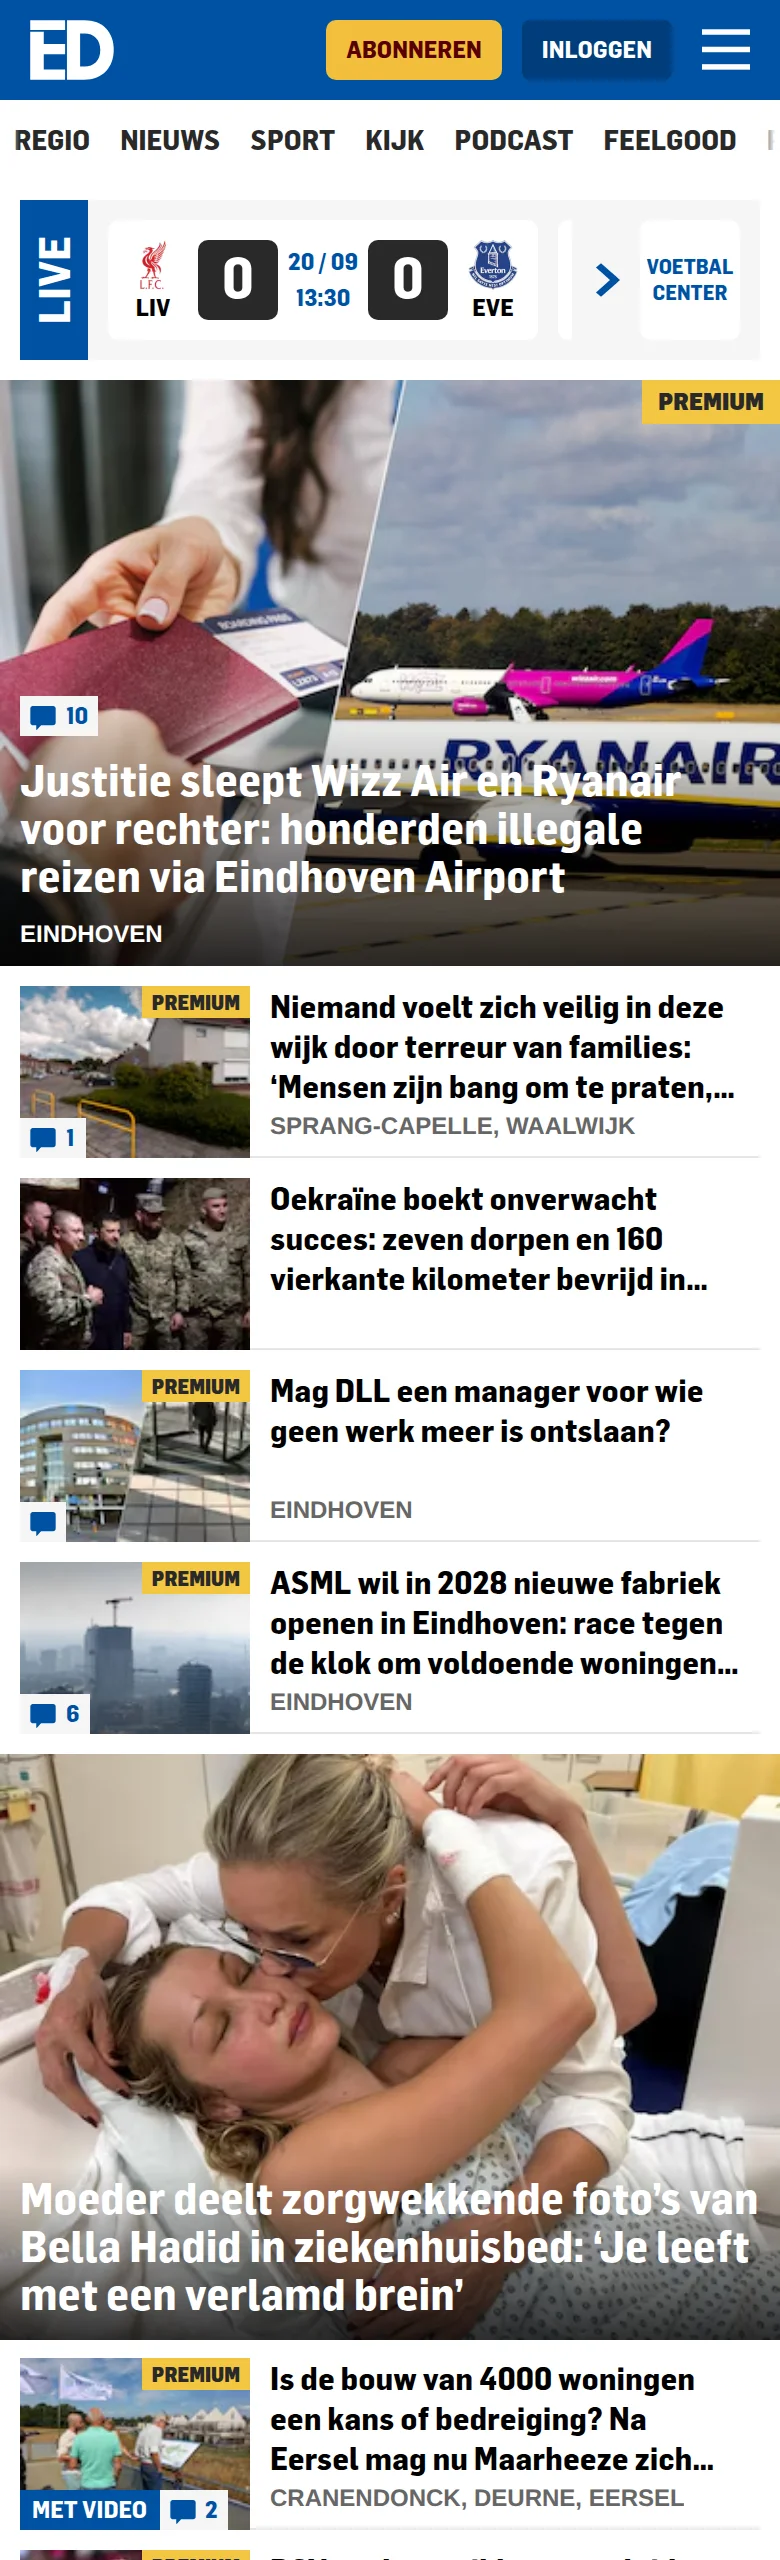 ED
ABONNEREN
INLOGGEN
REGIO NIEUWS SPORT KIJK PODCAST FEELGOOD
LIVE
L.F.C.
LIV
0
20 / 09
13:30
0
Everton
EVE
VOETBAL
CENTER
PREMIUM
BOARDING PASS
wizzair.com
RYANAIR
10
Justitie sleept Wizz Air en Ryanair
voor rechter: honderden illegale
reizen via Eindhoven Airport
EINDHOVEN
PREMIUM
1
Niemand voelt zich veilig in deze
wijk door terreur van families:
‘Mensen zijn bang om te praten,...
SPRANG-CAPELLE, WAALWIJK
Oekraïne boekt onverwacht
succes: zeven dorpen en 160
vierkante kilometer bevrijd in...
PREMIUM
Mag DLL een manager voor wie
geen werk meer is ontslaan?
EINDHOVEN
PREMIUM
6
ASML wil in 2028 nieuwe fabriek
openen in Eindhoven: race tegen
de klok om voldoende woningen...
EINDHOVEN
Moeder deelt zorgwekkende foto’s van
Bella Hadid in ziekenhuisbed: ‘Je leeft
met een verlamd brein’
PREMIUM
MET VIDEO
2
Is de bouw van 4000 woningen
een kans of bedreiging? Na
Eersel mag nu Maarheeze zich...
CRANENDONCK, DEURNE, EERSEL